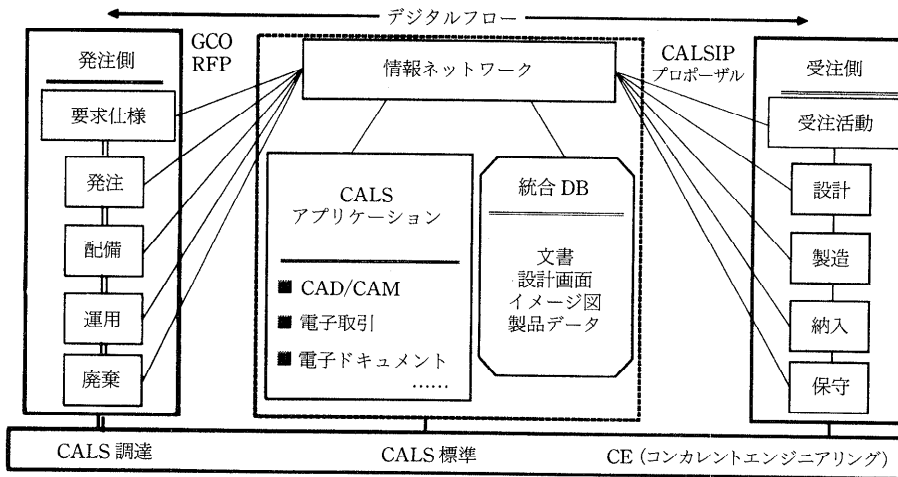 デジタルフロー
発注側
要求仕様
発注
配備
運用
廃棄
GCO
RFP
情報ネットワーク
CALS
アプリケーション
CAD/CAM
電子取引
電子ドキュメント
……
統合 DB
文書
設計画面
イメージ図
製品データ
CALSIP
プロポーザル
受注側
受注活動
設計
製造
納入
保守
CALS 調達
CALS 標準
CE (コンカレントエンジニアリング)